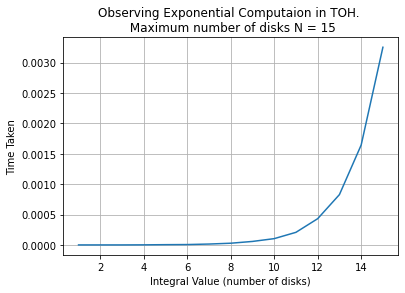 Observing Exponential Computaion in TOH.
Maximum number of disks N = 15
0.0030
0.0025
0.0020
0.0015
0.0010
0.0005
0.0000
Time Taken
2 4 6 8 10 12 14
Integral Value (number of disks)